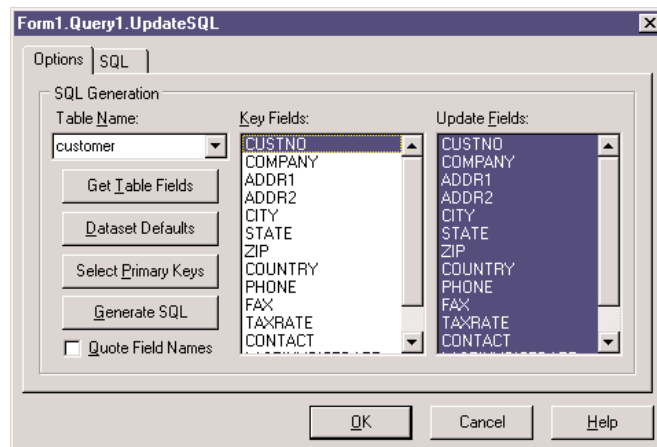 Form1.Query1.UpdateSQL
Options
SQL
SQL Generation
Table Name:
customer
Get Table Fields
Dataset Defaults
Select Primary Keys
Generate SQL
Quote Field Names
Key Fields:
CUSTNO
COMPANY
ADDR1
ADDR2
CITY
STATE
ZIP
COUNTRY
PHONE
FAX
TAXRATE
CONTACT
Update Fields:
CUSTNO
COMPANY
ADDR1
ADDR2
CITY
STATE
ZIP
COUNTRY
PHONE
FAX
TAXRATE
CONTACT
OK
Cancel
Help